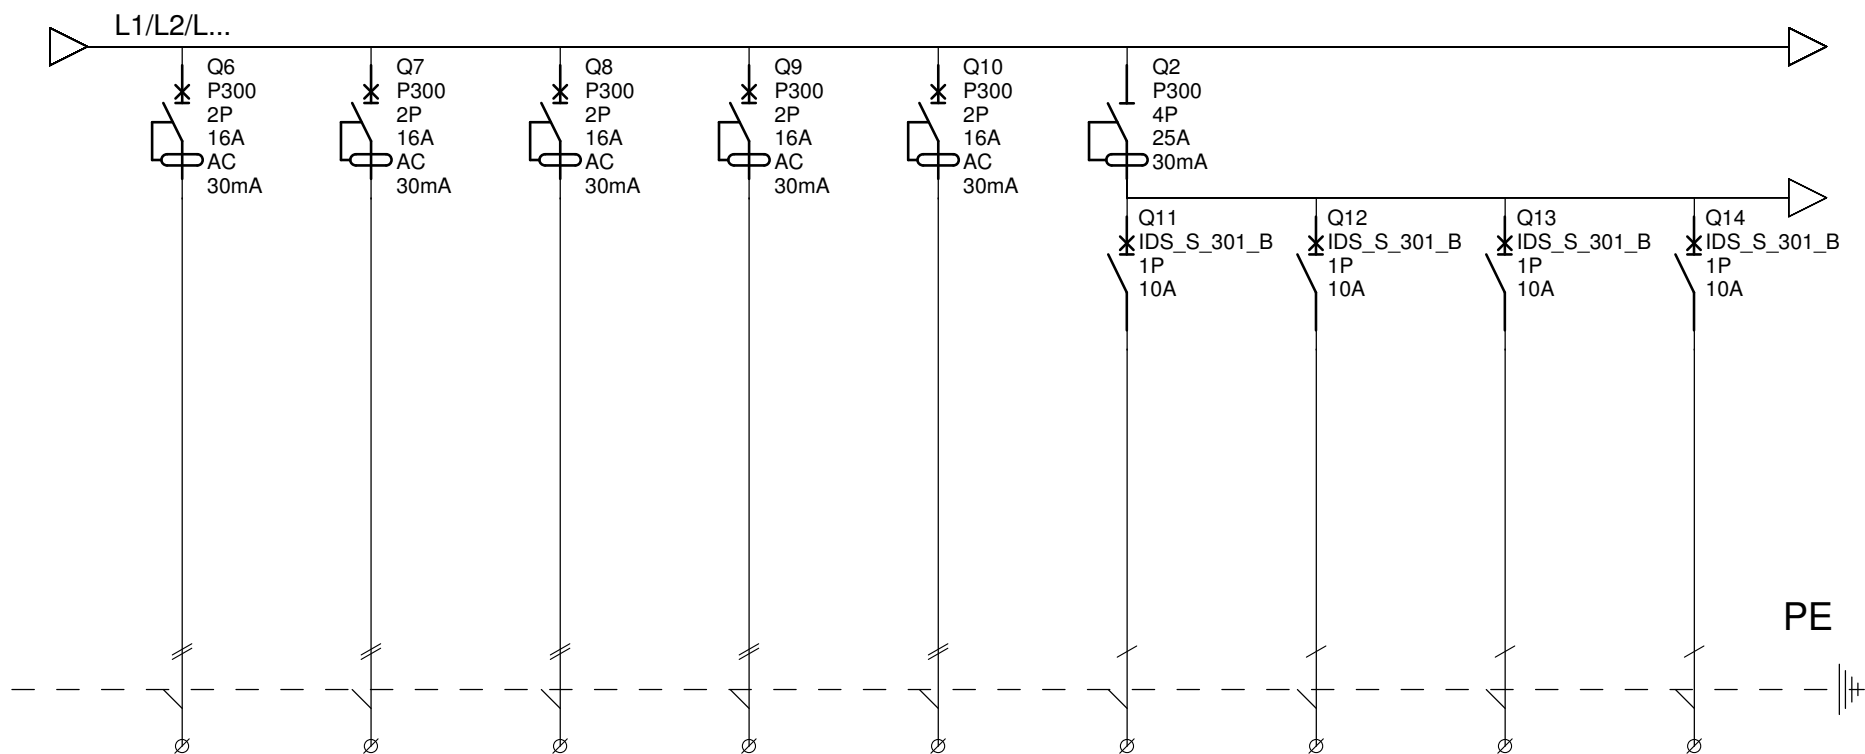 L1/L2/L...
Q6
P300
2P
16A
AC
30mA
Q7
P300
2P
16A
AC
30mA
Q8
P300
2P
16A
AC
30mA
Q9
P300
2P
16A
AC
30mA
Q10
P300
2P
16A
AC
30mA
Q2
P300
4P
25A
30mA
Q11
IDS_S_301_B
1P
10A
Q12
IDS_S_301_B
1P
10A
Q13
IDS_S_301_B
1P
10A
Q14
IDS_S_301_B
1P
10A
PE